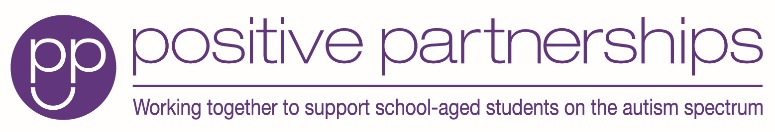 pp
positive partnerships
Working together to support school-aged students on the autism spectrum